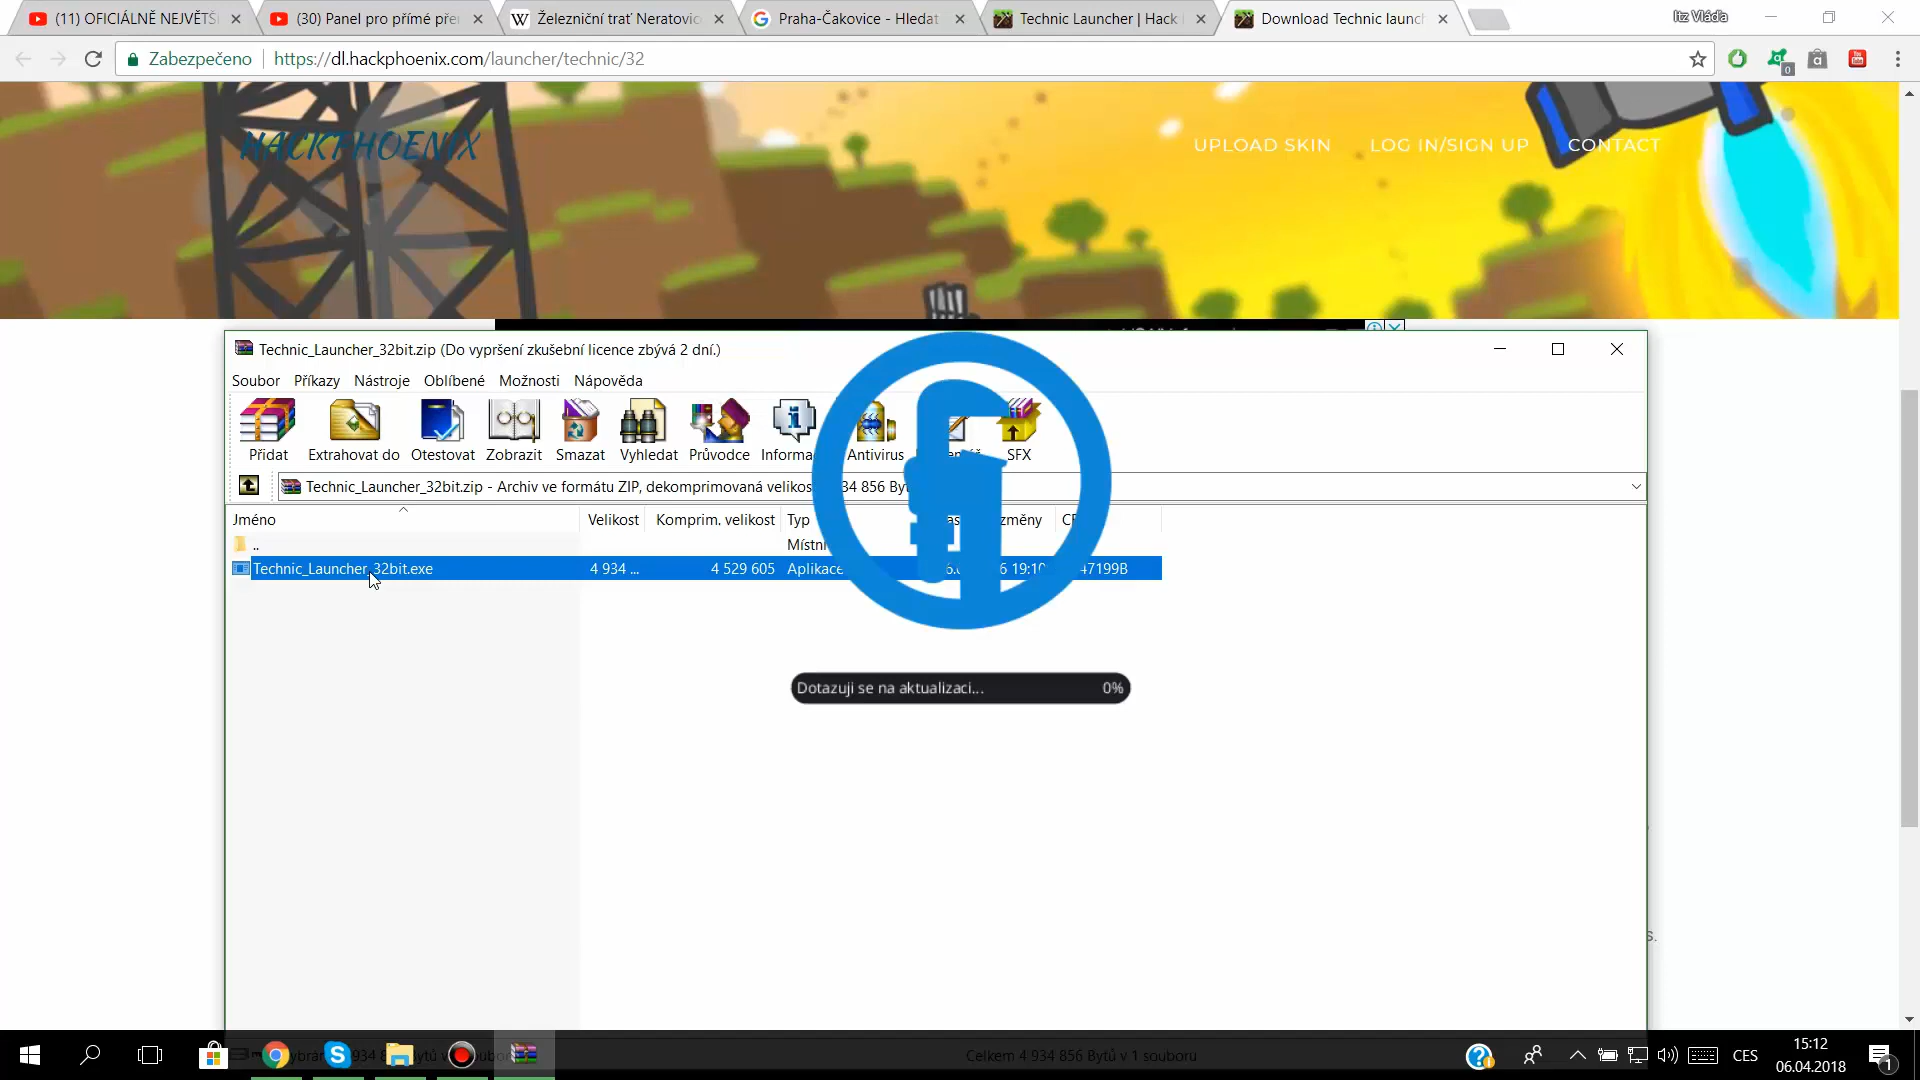 (11) OFICIÁLNĚ NEJVĚTŠÍ
(30) Panel pro přímé pře
Železniční trať Neratovic
Praha-Čakovice - Hledat
Technic Launcher | Hack
Download Technic launch
Itz Vláďa
Zabezpečeno
https://dl.hackphoenix.com/launcher/technic/32
HACKPHOENIX
UPLOAD SKIN
LOG IN/SIGN UP
CONTACT
Technic_Launcher_32bit.zip (Do vypršení zkušební licence zbývá 2 dní.)
Soubor Příkazy Nástroje Oblíbené Možnosti Nápověda
Přidat Extrahovat do Otestovat Zobrazit Smazat Vyhledat Průvodce Informa Antivirus SFX
Technic_Launcher_32bit.zip - Archiv ve formátu ZIP, dekomprimovaná velikos 34 856 By
Jméno Velikost Komprim. velikost Typ změny
.. Místn
Technic_Launcher_32bit.exe 4 934 ... 4 529 605 Aplikace 6 19:10 47199B
Dotazuji se na aktualizaci... 0%
s.
Celkem 4 934 856 Bytů v 1 souboru
CES
15:12
06.04.2018
1